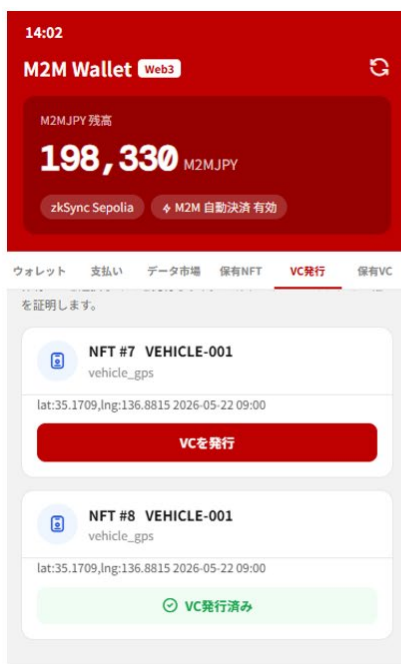 14:02
M2M Wallet Web3
M2MJPY 残高
198,330 M2MJPY
zkSync Sepolia M2M 自動決済 有効
ウォレット 支払い データ市場 保有NFT VC発行 保有VC
を証明します。
NFT #7 VEHICLE-001
vehicle_gps
lat:35.1709,lng:136.8815 2026-05-22 09:00
VCを発行
NFT #8 VEHICLE-001
vehicle_gps
lat:35.1709,lng:136.8815 2026-05-22 09:00
VC発行済み